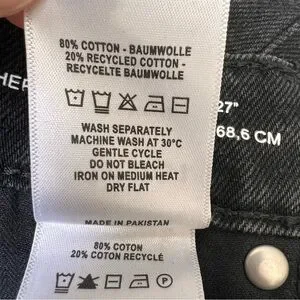 80% COTTON - BAUMWOLLE
20% RECYCLED COTTON -
RECYCELTE BAUMWOLLE
HER
27"
68,6 CM
WASH SEPARATELY
MACHINE WASH AT 30°C
GENTLE CYCLE
DO NOT BLEACH
IRON ON MEDIUM HEAT
DRY FLAT
MADE IN PAKISTAN
80% COTON
20% COTON RECYCLÉ